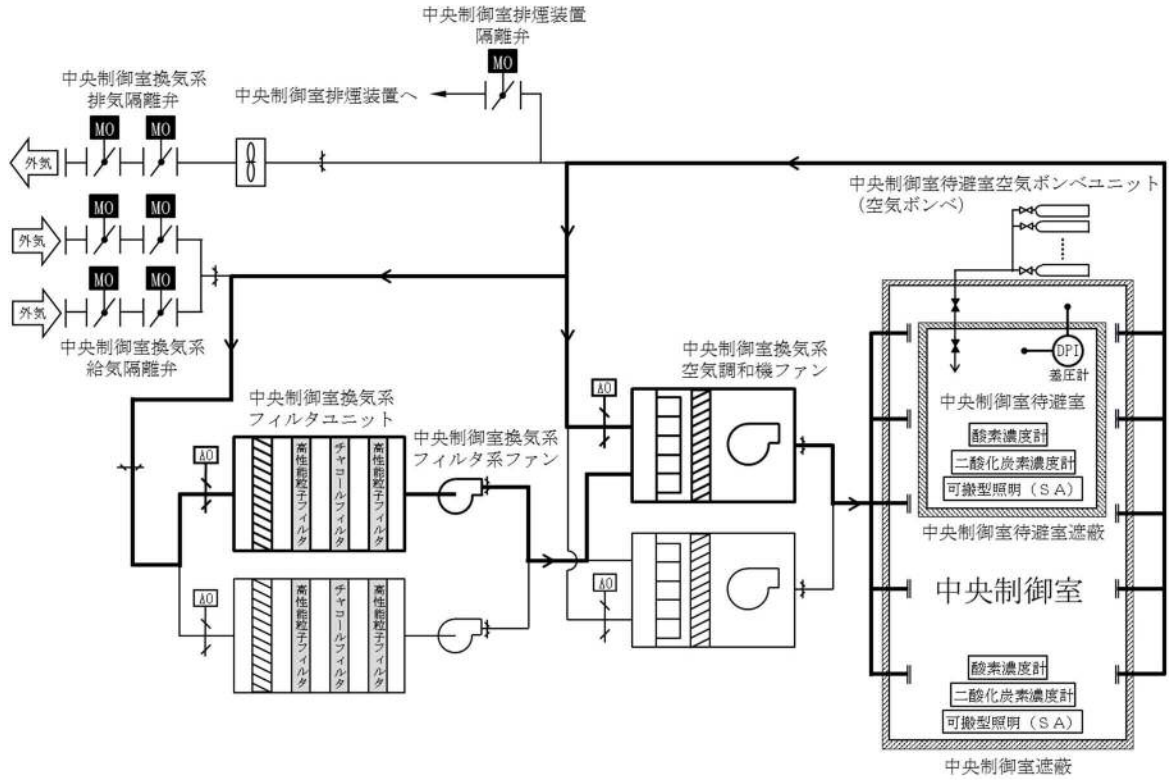 中央制御室排煙装置
隔離弁
MO
中央制御室排煙装置へ
中央制御室換気系
排気隔離弁
MO
MO
外気
MO
MO
外気
MO
MO
外気
中央制御室換気系
給気隔離弁
中央制御室待避室空気ボンベユニット
（空気ボンベ）
中央制御室換気系
空気調和機ファン
AO
中央制御室換気系
フィルタユニット
中央制御室換気系
フィルタ系ファン
AO
高性能粒子フィルタ
チャコールフィルタ
高性能粒子フィルタ
AO
高性能粒子フィルタ
チャコールフィルタ
高性能粒子フィルタ
AO
DPI
差圧計
中央制御室待避室
酸素濃度計
二酸化炭素濃度計
可搬型照明（ＳＡ）
中央制御室待避室遮蔽
中央制御室
酸素濃度計
二酸化炭素濃度計
可搬型照明（ＳＡ）
中央制御室遮蔽